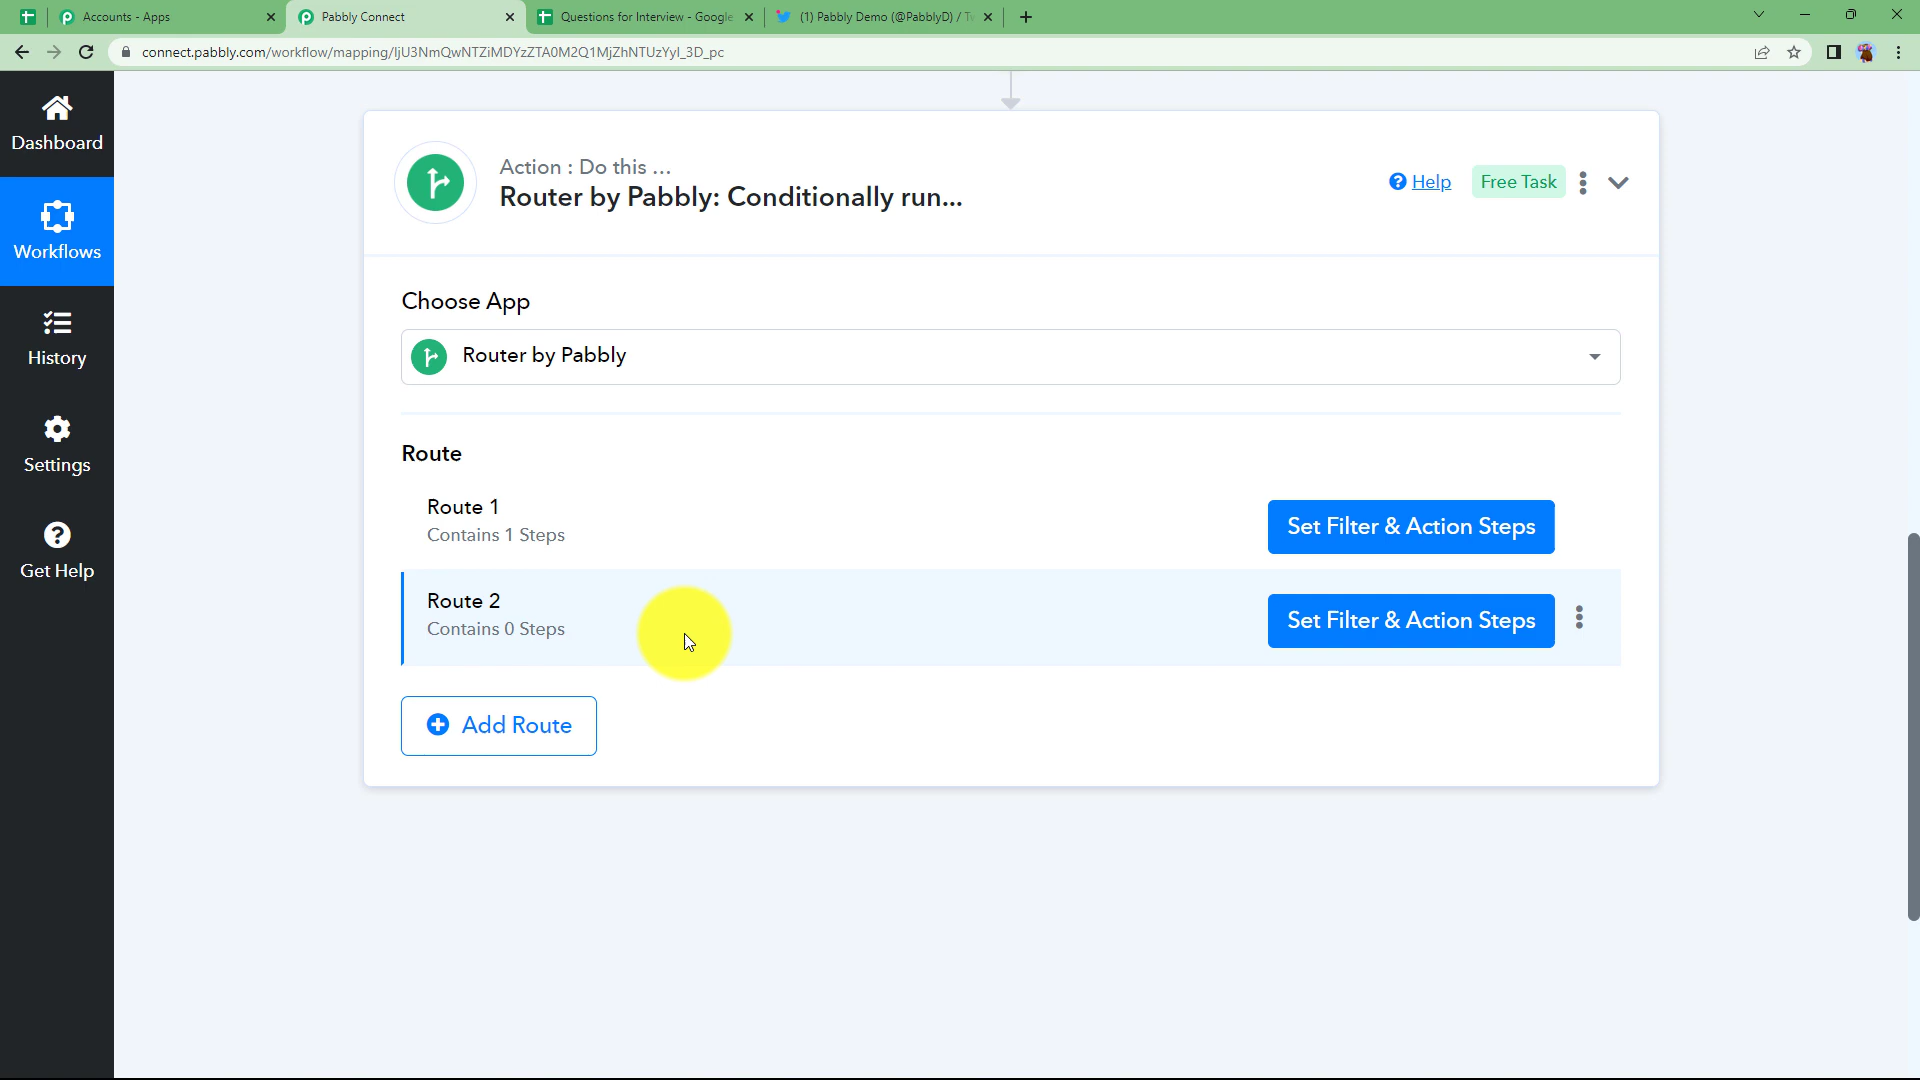 Accounts - Apps
Pabbly Connect
Questions for Interview - Google
(1) Pabbly Demo (@PabblyD) / Tw
connect.pabbly.com/workflow/mapping/IjU3NmQwNTZiMDYzZTA0M2Q1MjZhNTUzYyI_3D_pc
Dashboard
Workflows
History
Settings
Get Help
Action : Do this ...
Router by Pabbly: Conditionally run...
Help
Free Task
Choose App
Router by Pabbly
Route
Route 1
Contains 1 Steps
Set Filter & Action Steps
Route 2
Contains 0 Steps
Set Filter & Action Steps
Add Route